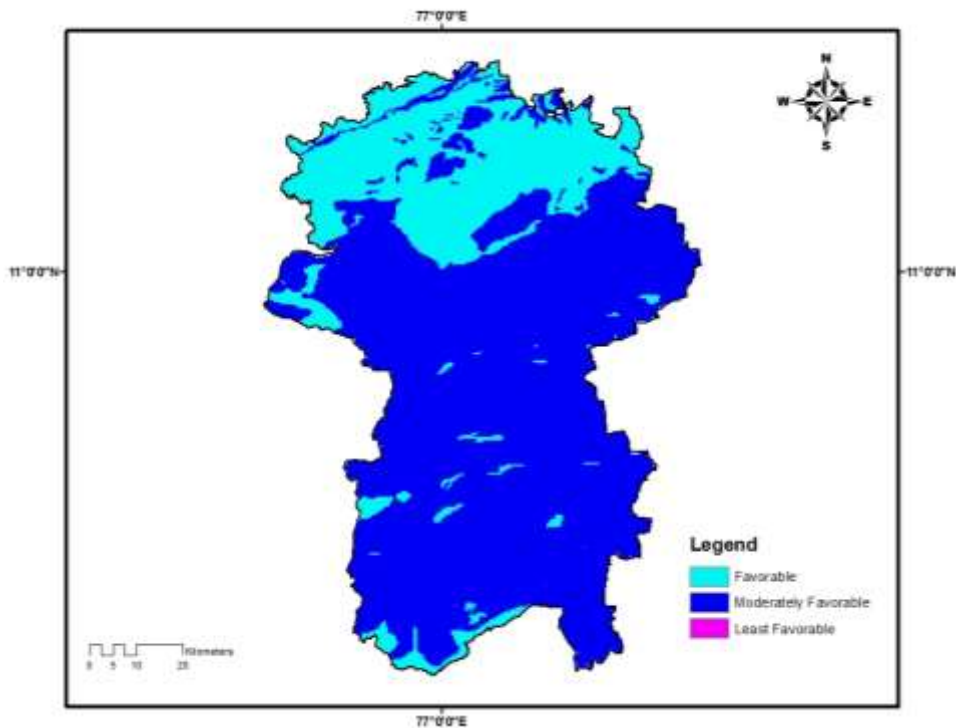 77°0'0"E
N
W E
S
11°0'0"N 11°0'0"N
Legend
Favorable
Moderately Favorable
Least Favorable
Kilometers
0 5 10 20
77°0'0"E